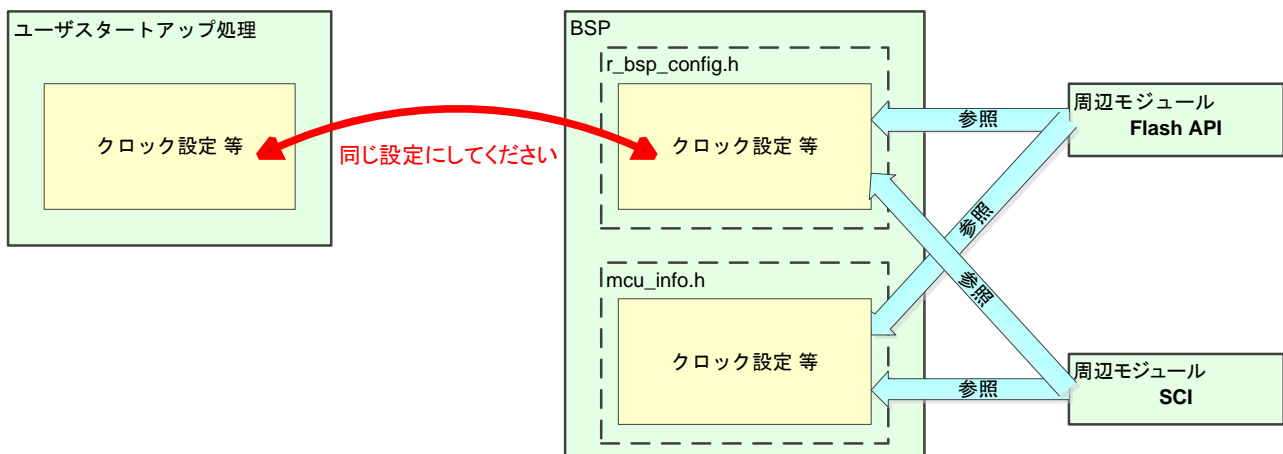 ユーザスタートアップ処理
クロック設定 等
同じ設定にしてください
BSP
r_bsp_config.h
クロック設定 等
mcu_info.h
クロック設定 等
参照
参照
参照
参照
周辺モジュール
Flash API
周辺モジュール
SCI